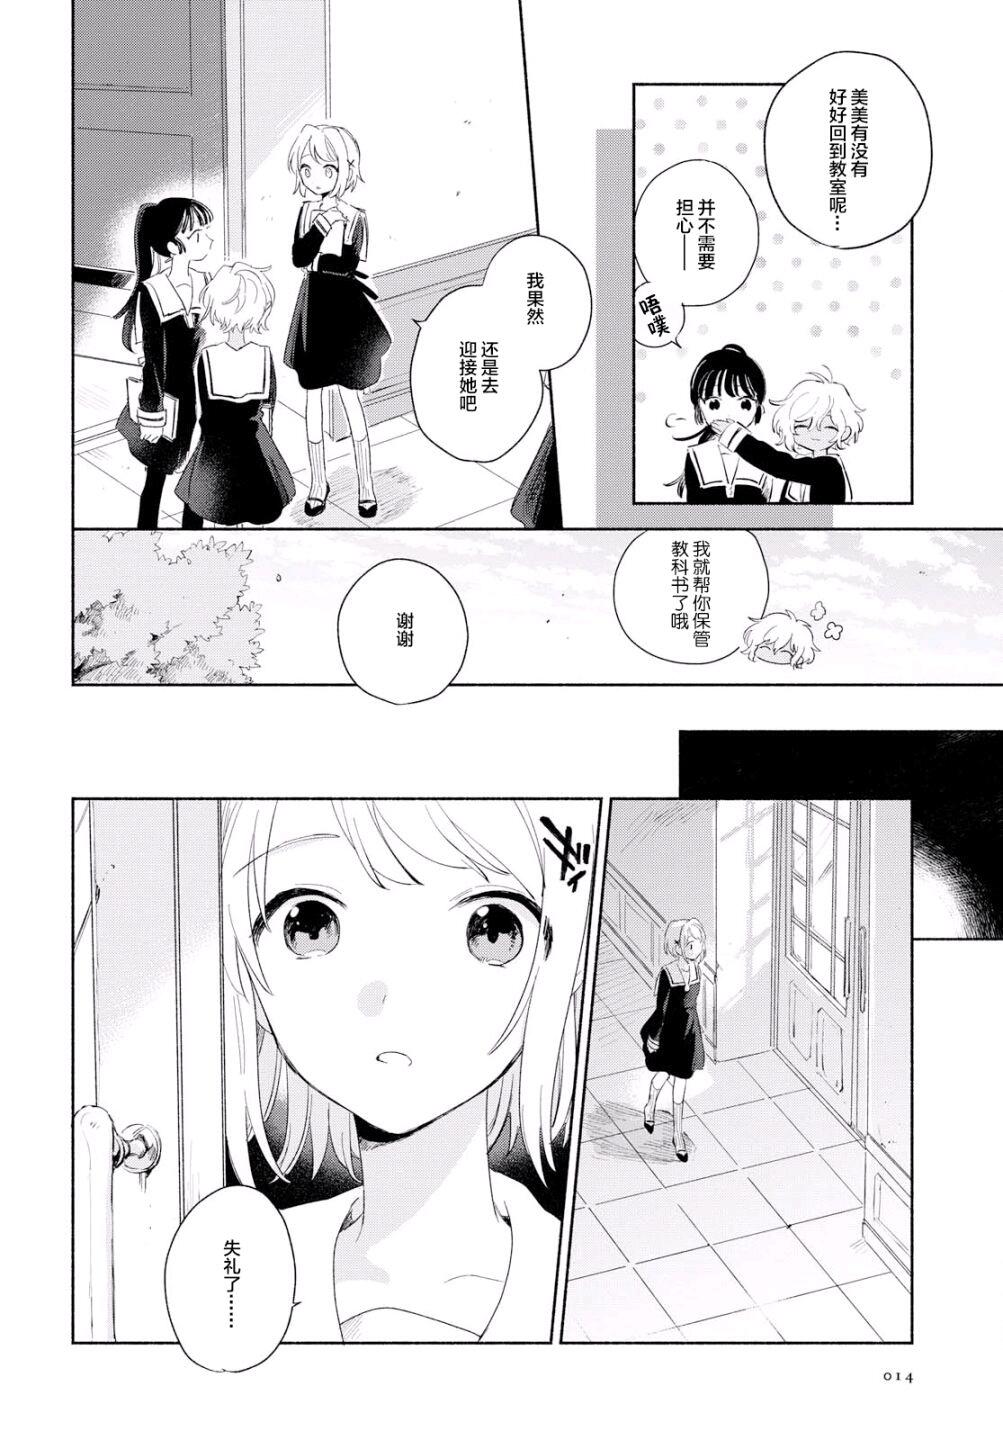 美美有没有
好好回到教室呢…
并不需要
担心——
唔
噗
我果然
还是去
迎接她吧
我就帮你保管
教科书了哦
谢谢
失礼了……
014